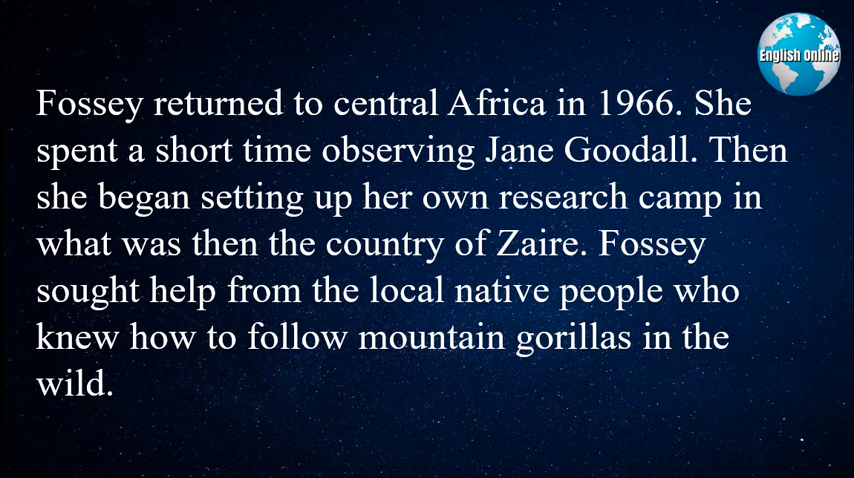 English Online
Fossey returned to central Africa in 1966. She
spent a short time observing Jane Goodall. Then
she began setting up her own research camp in
what was then the country of Zaire. Fossey
sought help from the local native people who
knew how to follow mountain gorillas in the
wild.